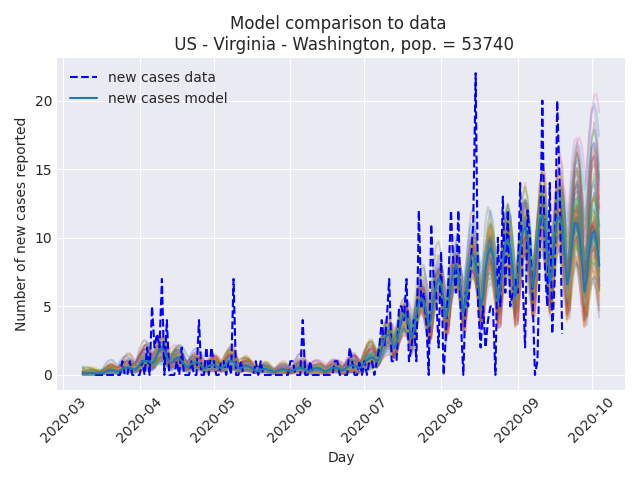 Model comparison to data
US - Virginia - Washington, pop. = 53740
new cases data
new cases model
Number of new cases reported
20
15
10
5
0
2020-03
2020-04
2020-05
2020-06
2020-07
2020-08
2020-09
2020-10
Day